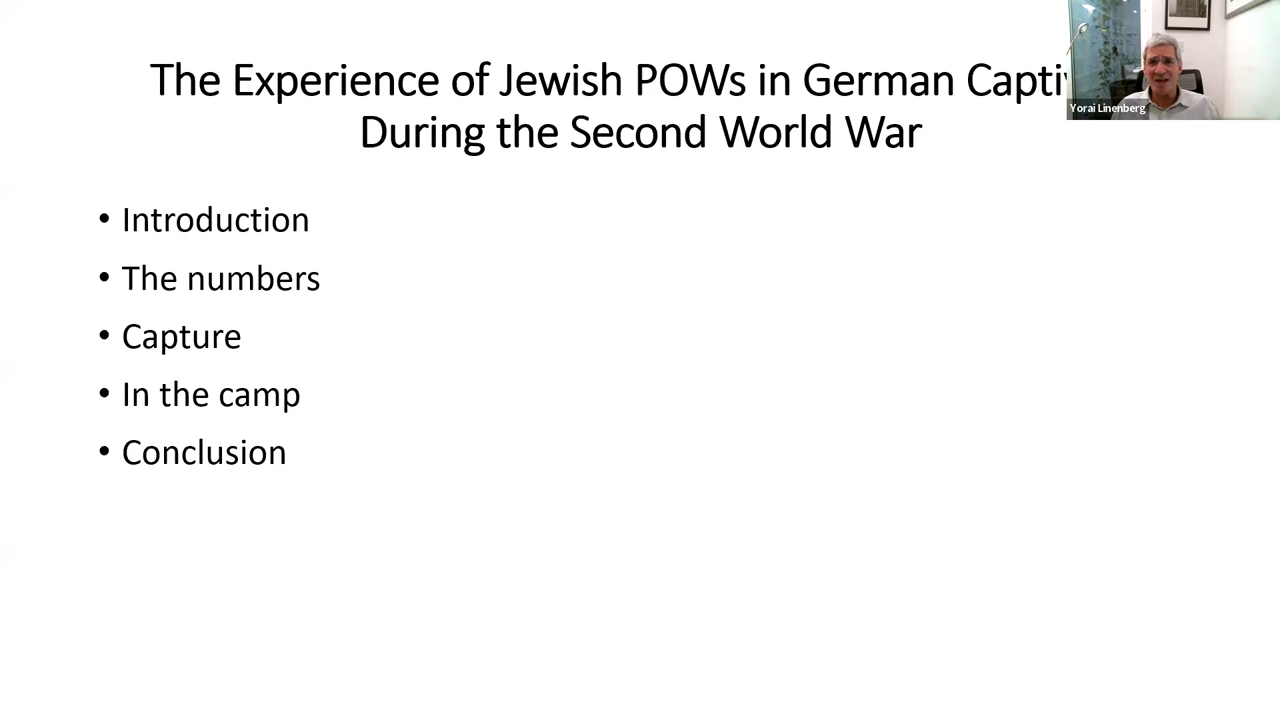 The Experience of Jewish POWs in German
During the Second World War
Yorai Linenberg
• Introduction
• The numbers
• Capture
• In the camp
• Conclusion